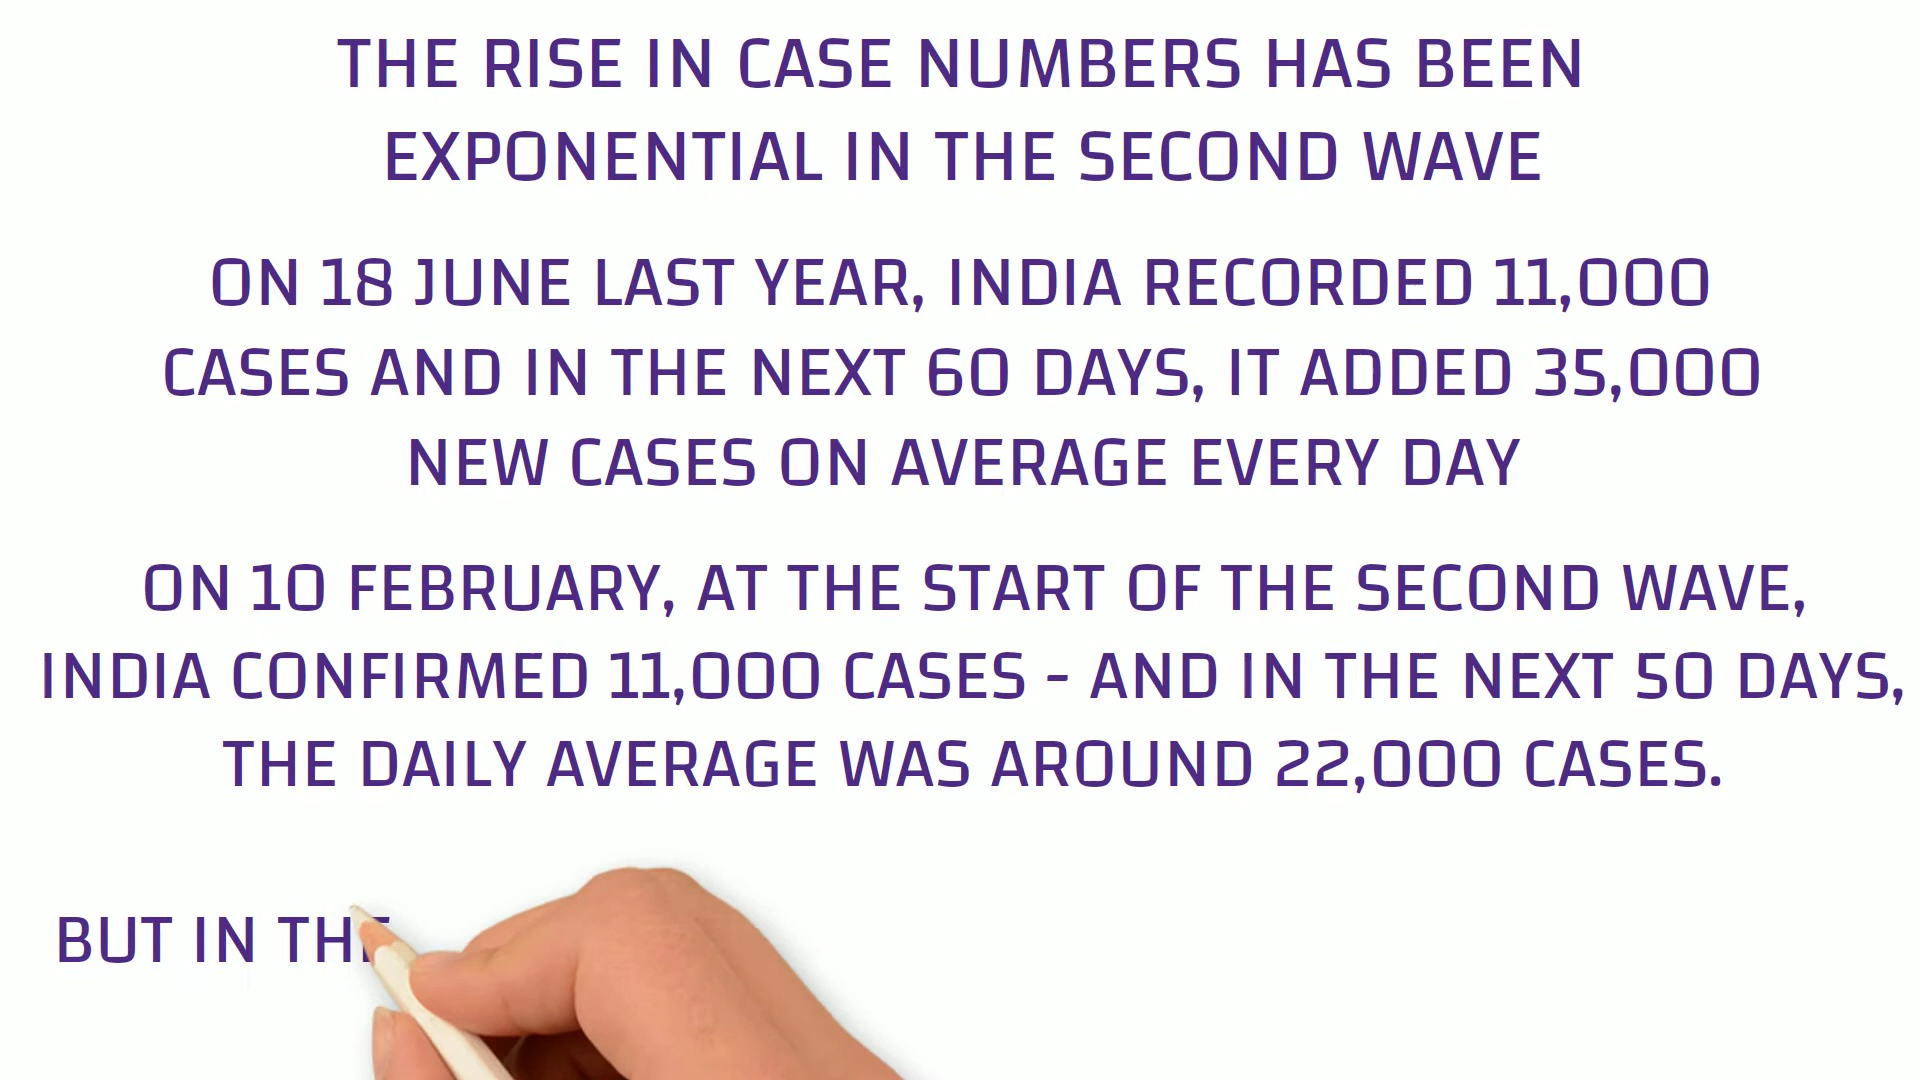 THE RISE IN CASE NUMBERS HAS BEEN
EXPONENTIAL IN THE SECOND WAVE
ON 18 JUNE LAST YEAR, INDIA RECORDED 11,000
CASES AND IN THE NEXT 60 DAYS, IT ADDED 35,000
NEW CASES ON AVERAGE EVERY DAY
ON 10 FEBRUARY, AT THE START OF THE SECOND WAVE,
INDIA CONFIRMED 11,000 CASES - AND IN THE NEXT 50 DAYS,
THE DAILY AVERAGE WAS AROUND 22,000 CASES.
BUT IN THE